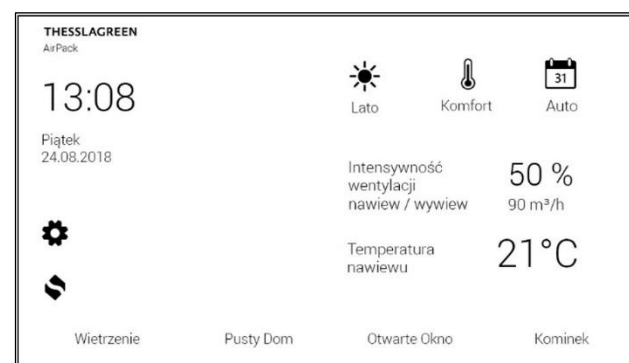 THESSLAGREEN
AirPack
13:08
Piątek
24.08.2018
31
Lato
Komfort
Auto
Intensywność
wentylacji
nawiew / wywiew
50 %
90 m³/h
Temperatura
nawiewu
21°C
Wietrzenie
Pusty Dom
Otwarte Okno
Kominek